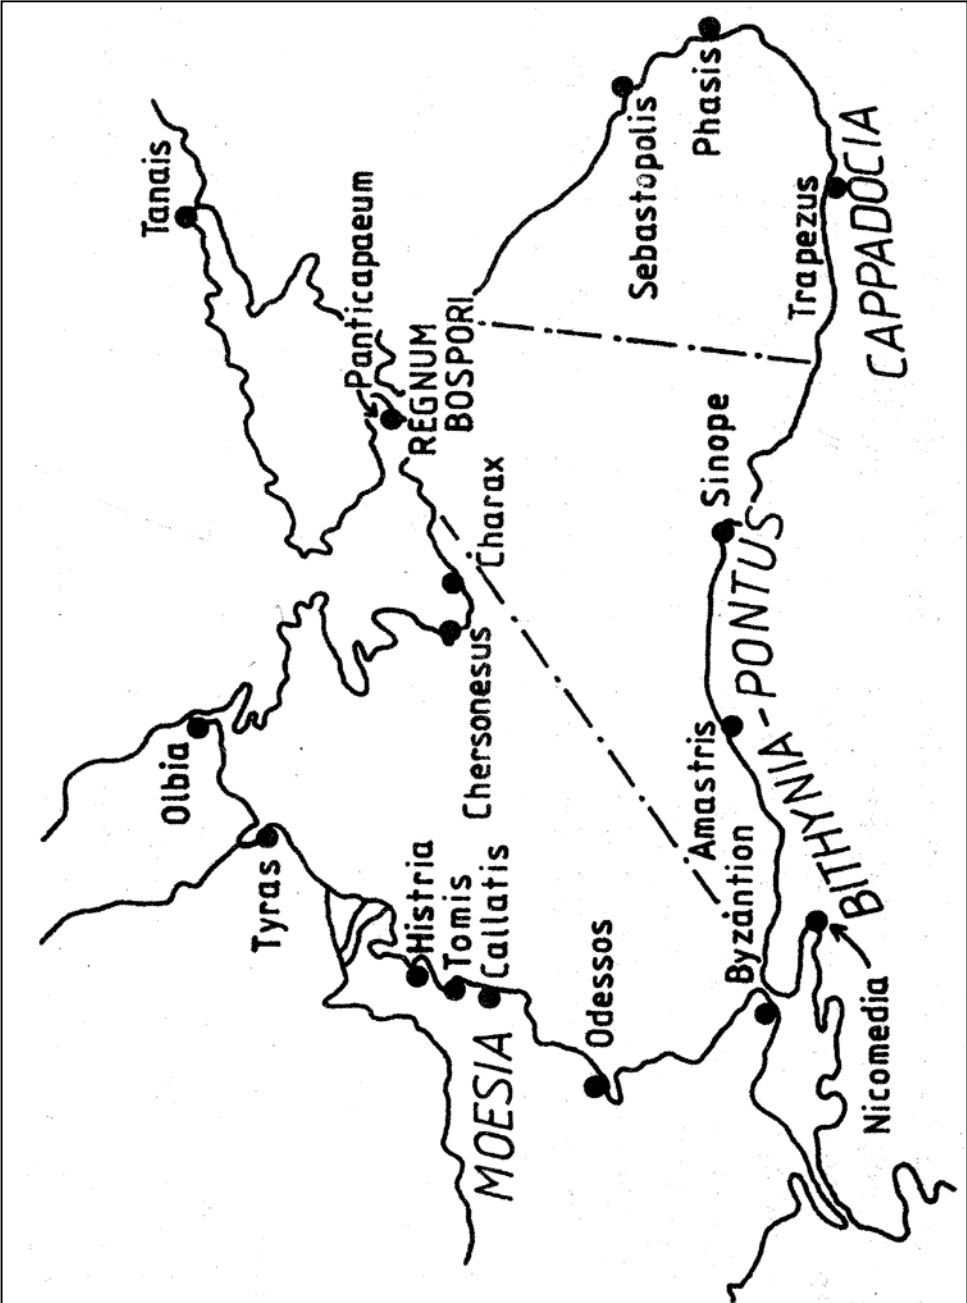 Tanais
Olbia
Tyras
Panticapaeum
REGNUM
BOSPORI
Charax
Chersonesus
Histria
Tomis
Callatis
MOESIA
Odessos
Sebastopolis
Phasis
Trapezus
CAPPADOCIA
Sinope
Amastris
Byzántion
BITHYNIA-PONTUS
Nicomedia